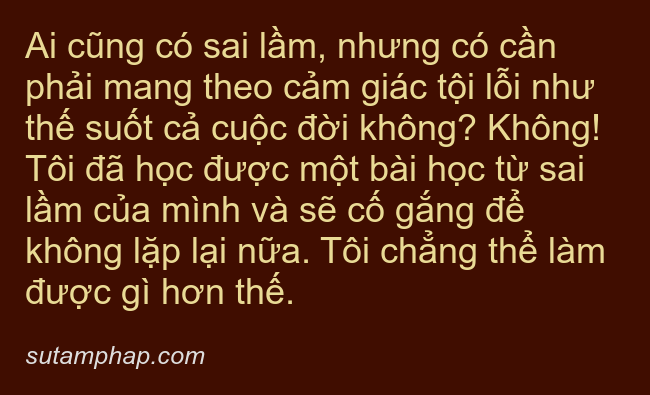 Ai cũng có sai lầm, nhưng có cần
phải mang theo cảm giác tội lỗi như
thế suốt cả cuộc đời không? Không!
Tôi đã học được một bài học từ sai
lầm của mình và sẽ cố gắng để
không lặp lại nữa. Tôi chẳng thể làm
được gì hơn thế.
sutamphap.com